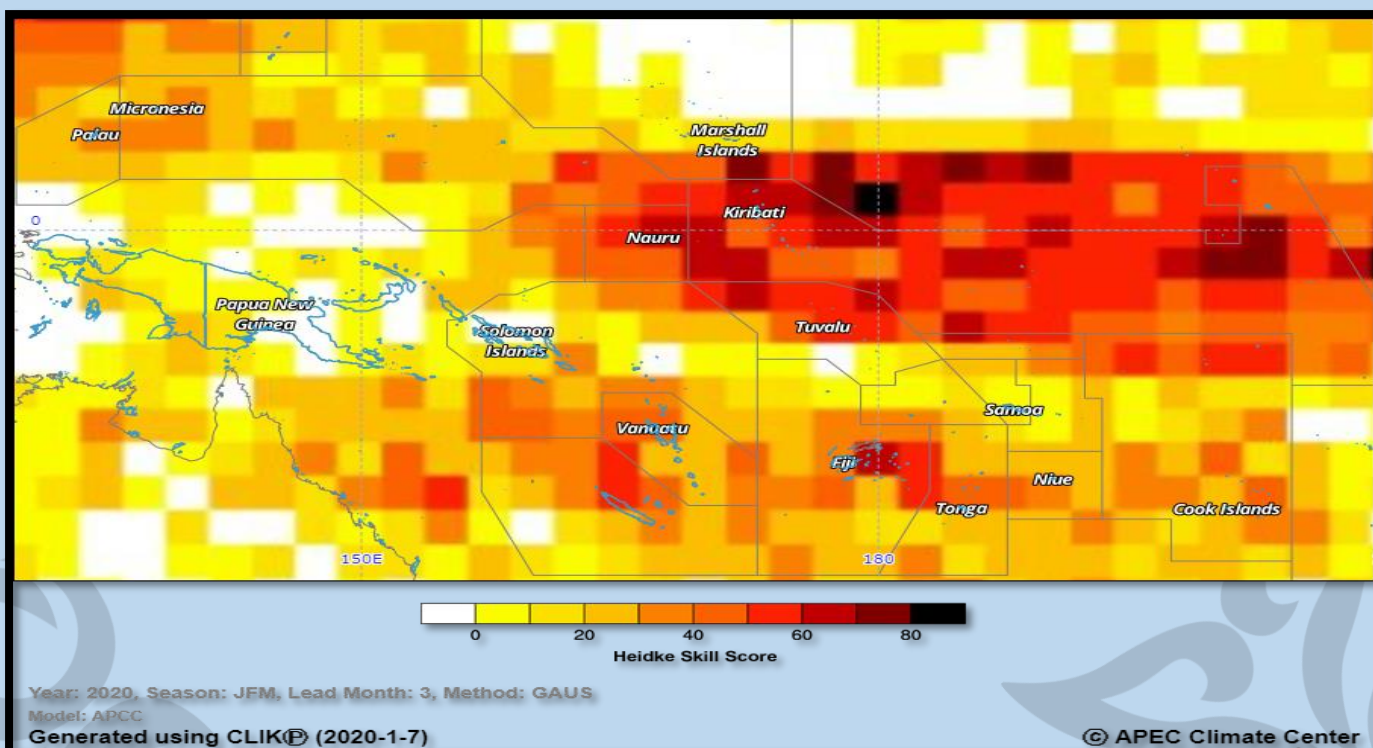 Micronesia
Palau
Marshall
Islands
Kiribati
0
Nauru
Papua New
Guinea
Solomon
Islands
Tuvalu
Samoa
Vanuatu
Fiji
Niue
Tonga
Cook Islands
150E
180
0 20 40 60 80
Heidke Skill Score
Year: 2020, Season: JFM, Lead Month: 3, Method: GAUS
Model: APCC
Generated using CLIKⓅ (2020-1-7)
© APEC Climate Center